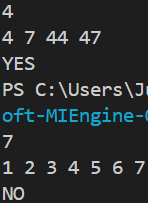 4
4 7 44 47
YES
PS C:\Users\Ju
oft-MIEngine-
7
1 2 3 4 5 6 7
NO